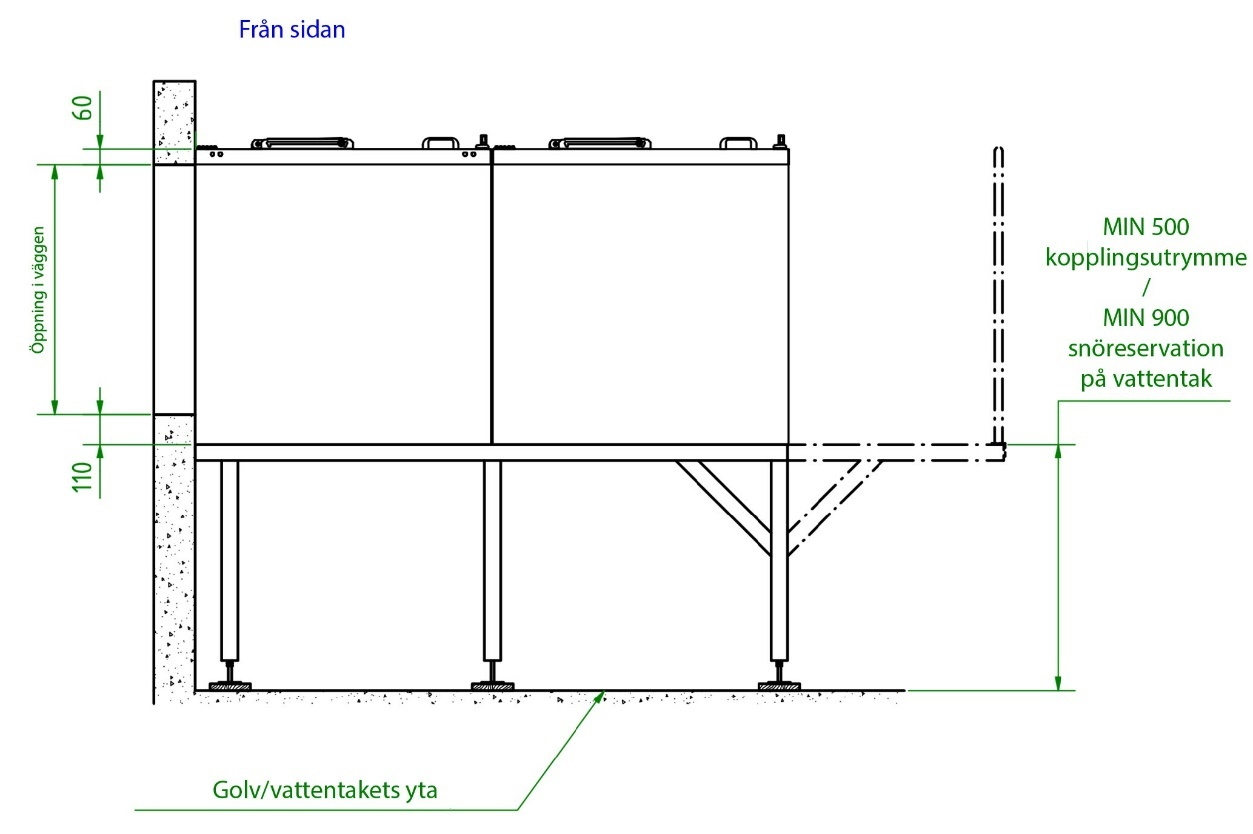 Från sidan
60
Öppning i väggen
110
MIN 500
kopplingsutrymme
/
MIN 900
snöreservation
på vattentak
Golv/vattentakets yta